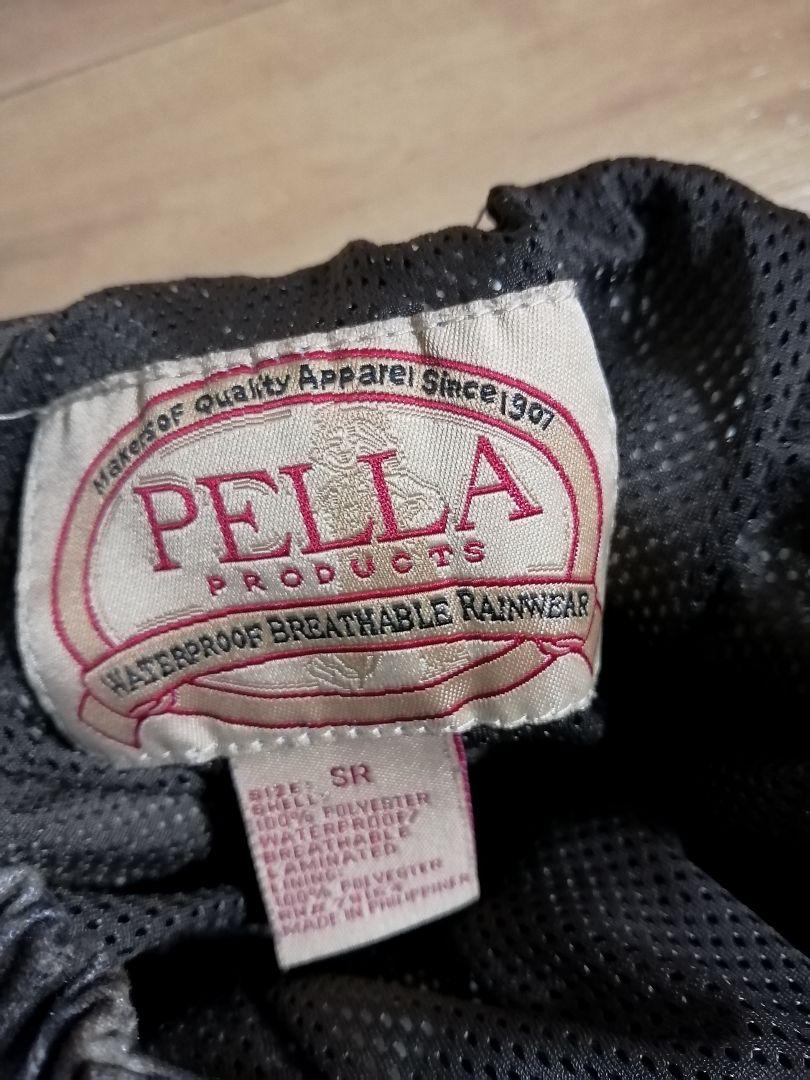 Makers of Quality Apparel Since 1907
PELLA
PRODUCTS
WATERPROOF BREATHABLE RAINWEAR
SIZE: SR
SHELL:
100% POLYESTER
WATERPROOF/
BREATHABLE
LAMINATED
LINING:
100% POLYESTER
MADE IN PHILIPPINES